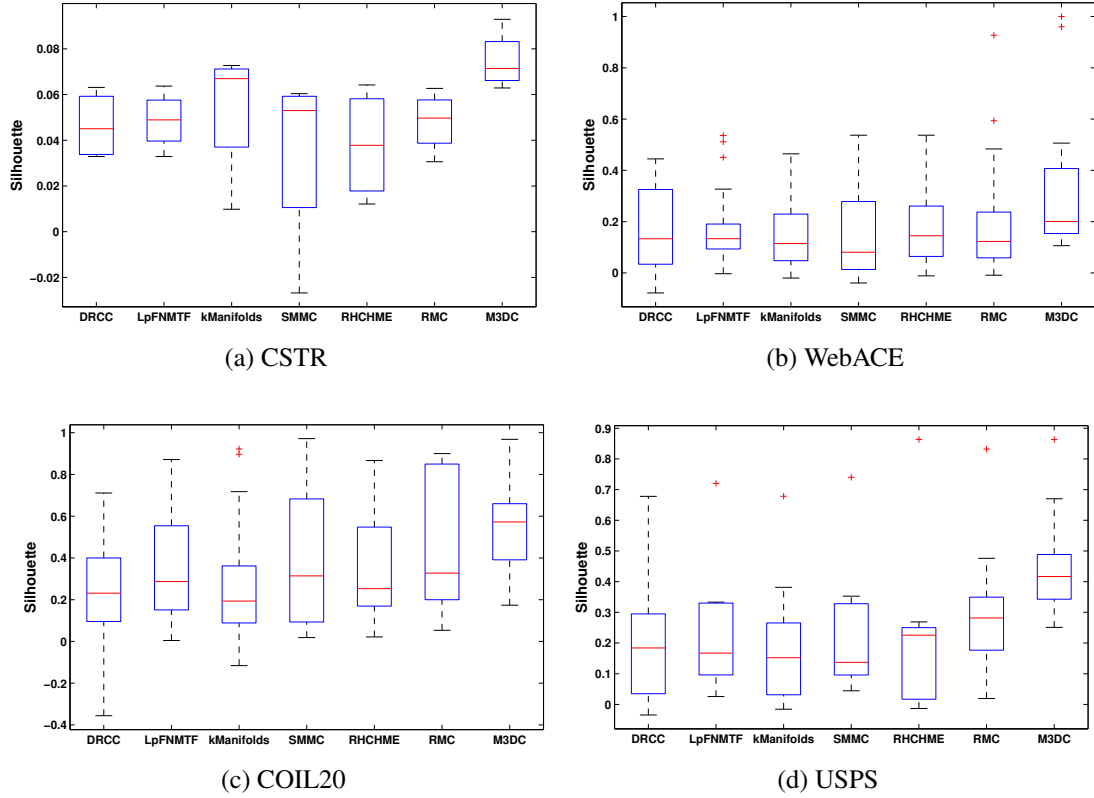 0.08
0.06
0.04
0.02
0
−0.02
Silhouette
DRCC LpFNMTF kManifolds SMMC RHCHME RMC M3DC
(a) CSTR
1
0.8
0.6
0.4
0.2
0
Silhouette
DRCC LpFNMTF kManifolds SMMC RHCHME RMC M3DC
(b) WebACE
1
0.8
0.6
0.4
0.2
0
−0.2
−0.4
Silhouette
DRCC LpFNMTF kManifolds SMMC RHCHME RMC M3DC
(c) COIL20
0.9
0.8
0.7
0.6
0.5
0.4
0.3
0.2
0.1
0
Silhouette
DRCC LpFNMTF kManifolds SMMC RHCHME RMC M3DC
(d) USPS